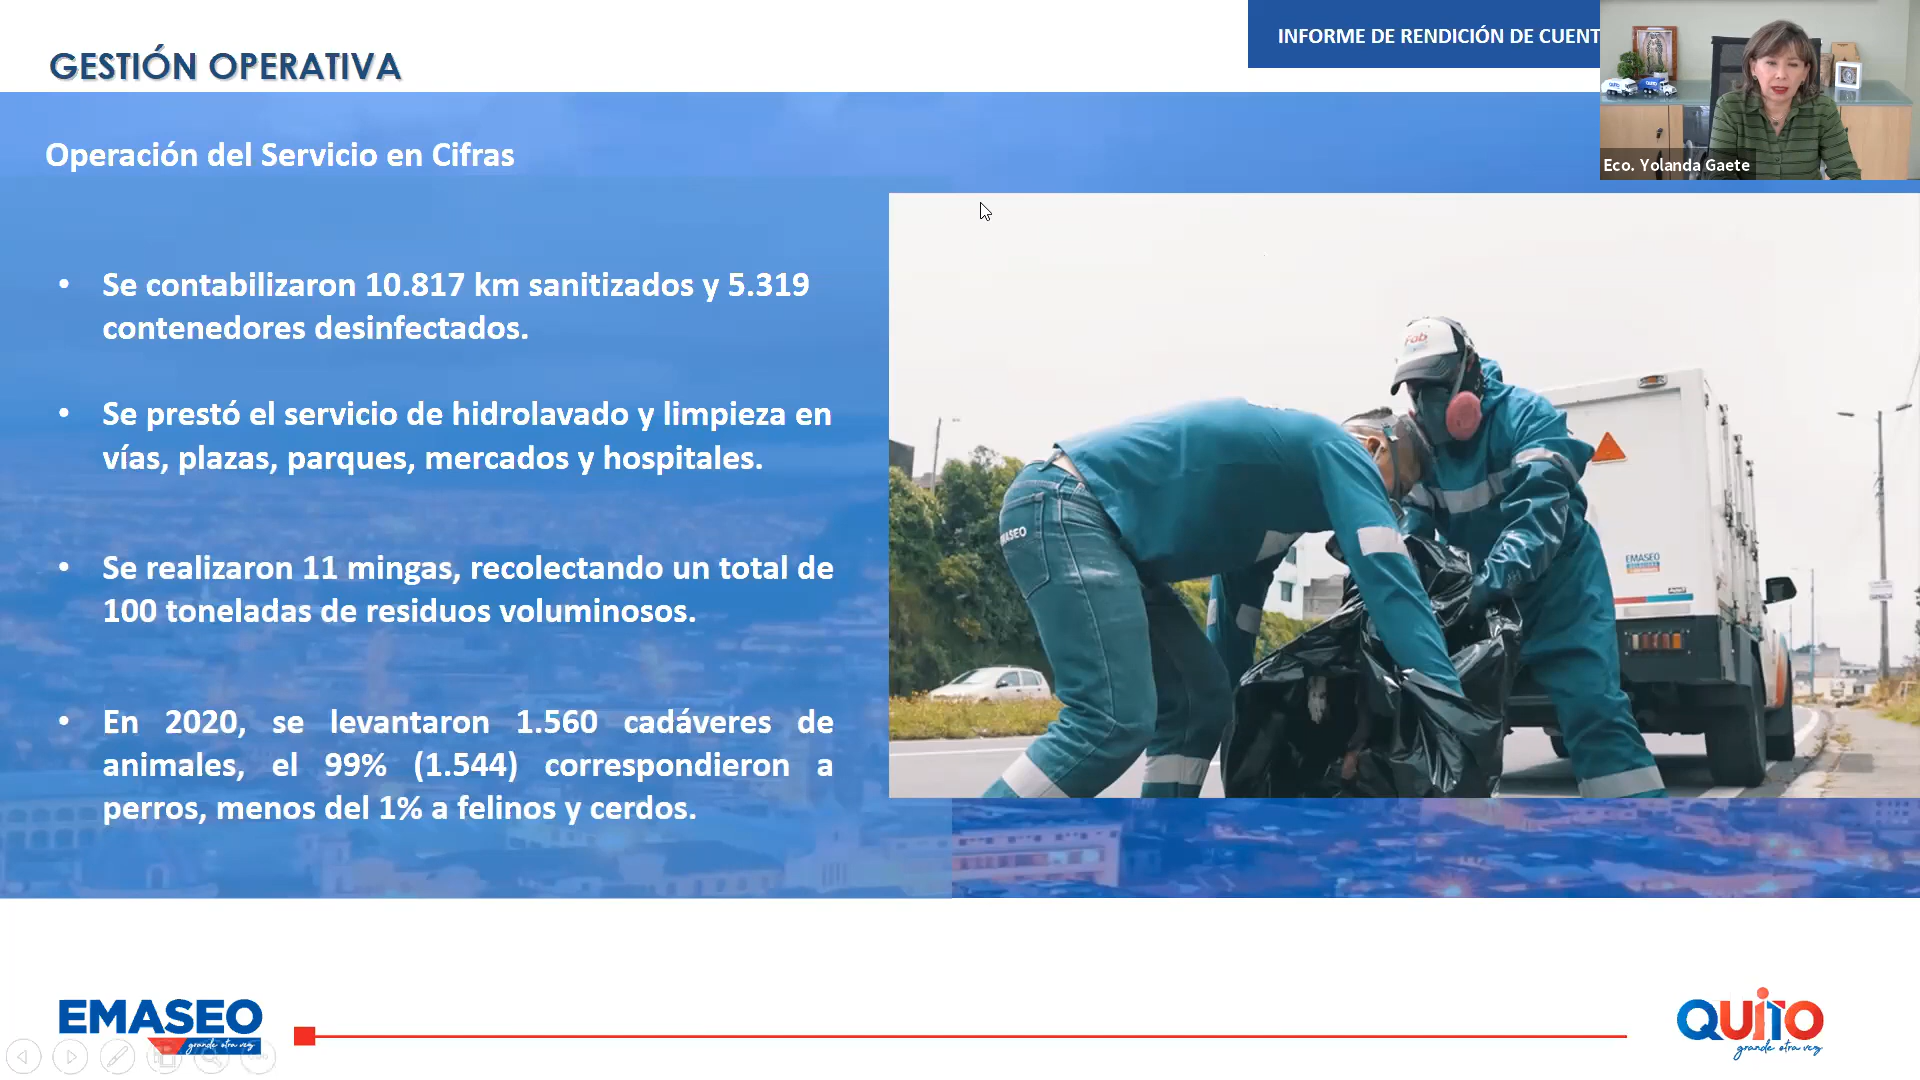 GESTIÓN OPERATIVA
INFORME DE RENDICIÓN DE CUENT
Eco. Yolanda Gaete
Operación del Servicio en Cifras
• Se contabilizaron 10.817 km sanitizados y 5.319
contenedores desinfectados.
• Se prestó el servicio de hidrolavado y limpieza en
vías, plazas, parques, mercados y hospitales.
• Se realizaron 11 mingas, recolectando un total de
100 toneladas de residuos voluminosos.
• En 2020, se levantaron 1.560 cadáveres de
animales, el 99% (1.544) correspondieron a
perros, menos del 1% a felinos y cerdos.
EMASEO
EMASEO
EMASEO
grande otra vez
QUITO
grande otra vez